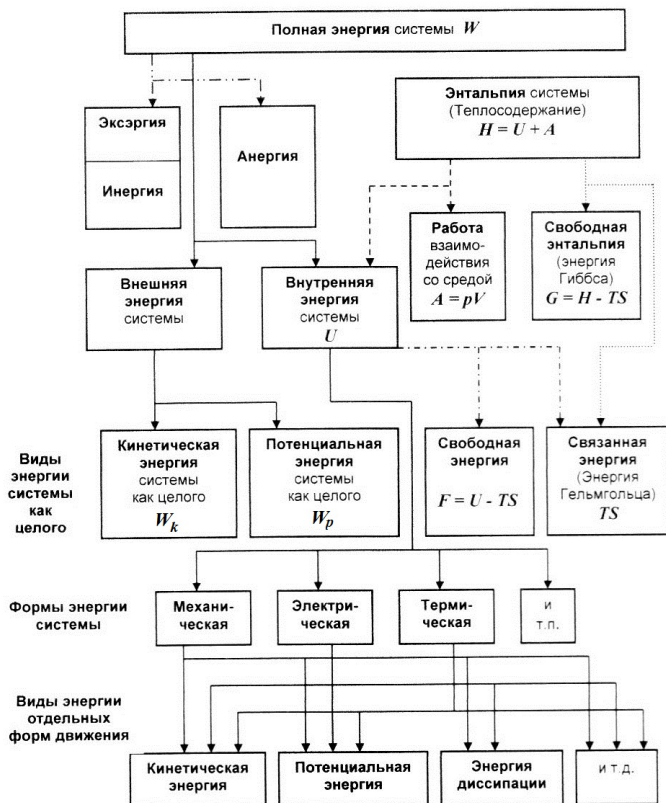 Полная энергия системы W
Эксэргия
Инергия
Анергия
Энтальпия системы
(Теплосодержание)
H = U + A
Внешняя
энергия
системы
Внутренняя
энергия
системы
U
Работа
взаимо-
действия
со средой
A = pV
Свободная
энтальпия
(энергия
Гиббса)
G = H - TS
Виды
энергии
системы
как
целого
Кинетическая
энергия
системы
как целого
Wk
Потенциальная
энергия
системы
как целого
Wp
Свободная
энергия
F = U - TS
Связанная
энергия
(Энергия
Гельмгольца)
TS
Формы энергии
системы
Механи-
ческая
Электри-
ческая
Терми-
ческая
и
т.п.
Виды энергии
отдельных
форм движения
Кинетическая
энергия
Потенциальная
энергия
Энергия
диссипации
и т.д.